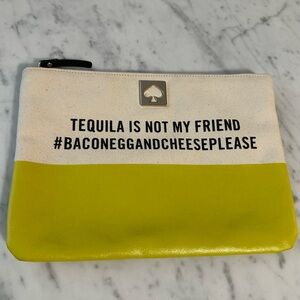 TEQUILA IS NOT MY FRIEND
#BACONEGGANDCHEESEPLEASE